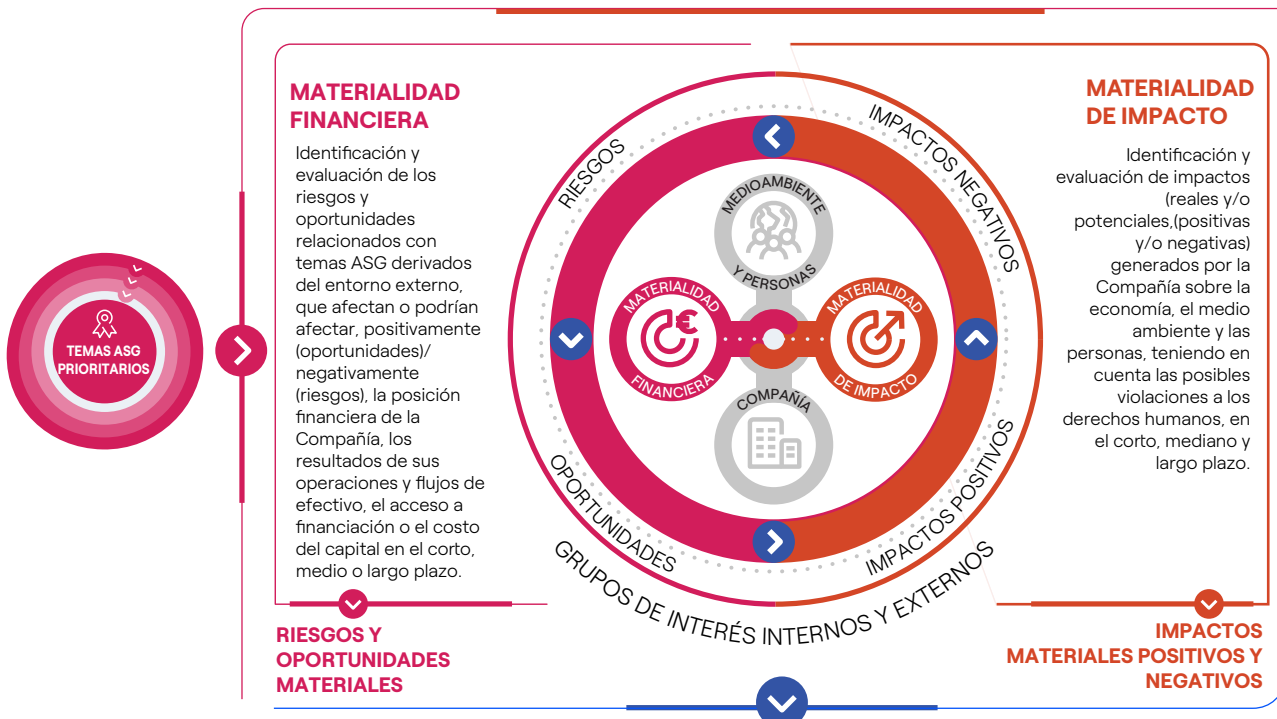 TEMAS ASG
PRIORITARIOS
MATERIALIDAD
FINANCIERA
Identificación y
evaluación de los
riesgos y
oportunidades
relacionados con
temas ASG derivados
del entorno externo,
que afectan o podrían
afectar, positivamente
(oportunidades)/
negativamente
(riesgos), la posición
financiera de la
Compañía, los
resultados de sus
operaciones y flujos de
efectivo, el acceso a
financiación o el costo
del capital en el corto,
medio o largo plazo.
RIESGOS Y
OPORTUNIDADES
MATERIALES
RIESGOS
IMPACTOS NEGATIVOS
MEDIOAMBIENTE
Y PERSONAS
MATERIALIDAD
FINANCIERA
€
MATERIALIDAD
DE IMPACTO
COMPAÑÍA
OPORTUNIDADES
IMPACTOS POSITIVOS
GRUPOS DE INTERÉS INTERNOS Y EXTERNOS
MATERIALIDAD
DE IMPACTO
Identificación y
evaluación de impactos
(reales y/o
potenciales,(positivas
y/o negativas)
generados por la
Compañía sobre la
economía, el medio
ambiente y las
personas, teniendo en
cuenta las posibles
violaciones a los
derechos humanos, en
el corto, mediano y
largo plazo.
IMPACTOS
MATERIALES POSITIVOS Y
NEGATIVOS